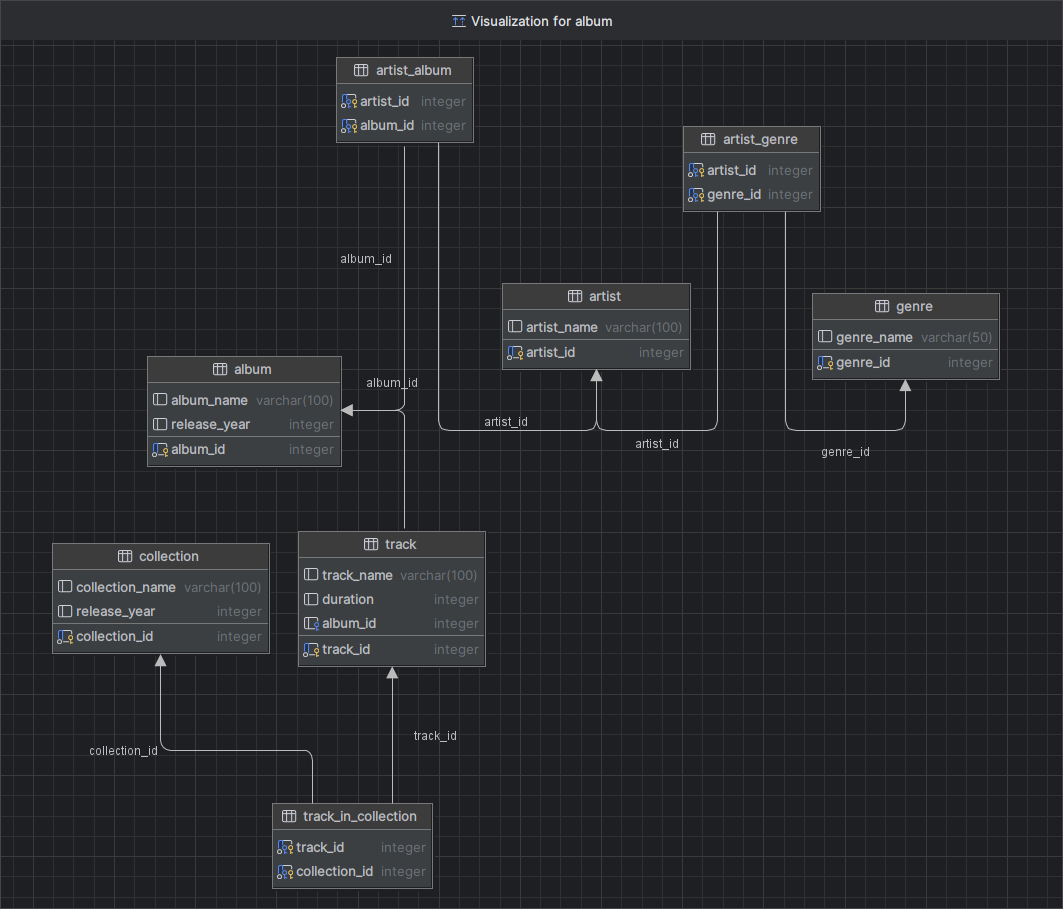 Visualization for album
artist_album
artist_id integer
album_id integer
artist_genre
artist_id integer
genre_id integer
album_id
artist
artist_name varchar(100)
artist_id integer
genre
genre_name varchar(50)
genre_id integer
album
album_name varchar(100)
release_year integer
album_id integer
album_id
artist_id
artist_id
genre_id
collection
collection_name varchar(100)
release_year integer
collection_id integer
track
track_name varchar(100)
duration integer
album_id integer
track_id integer
collection_id
track_id
track_in_collection
track_id integer
collection_id integer